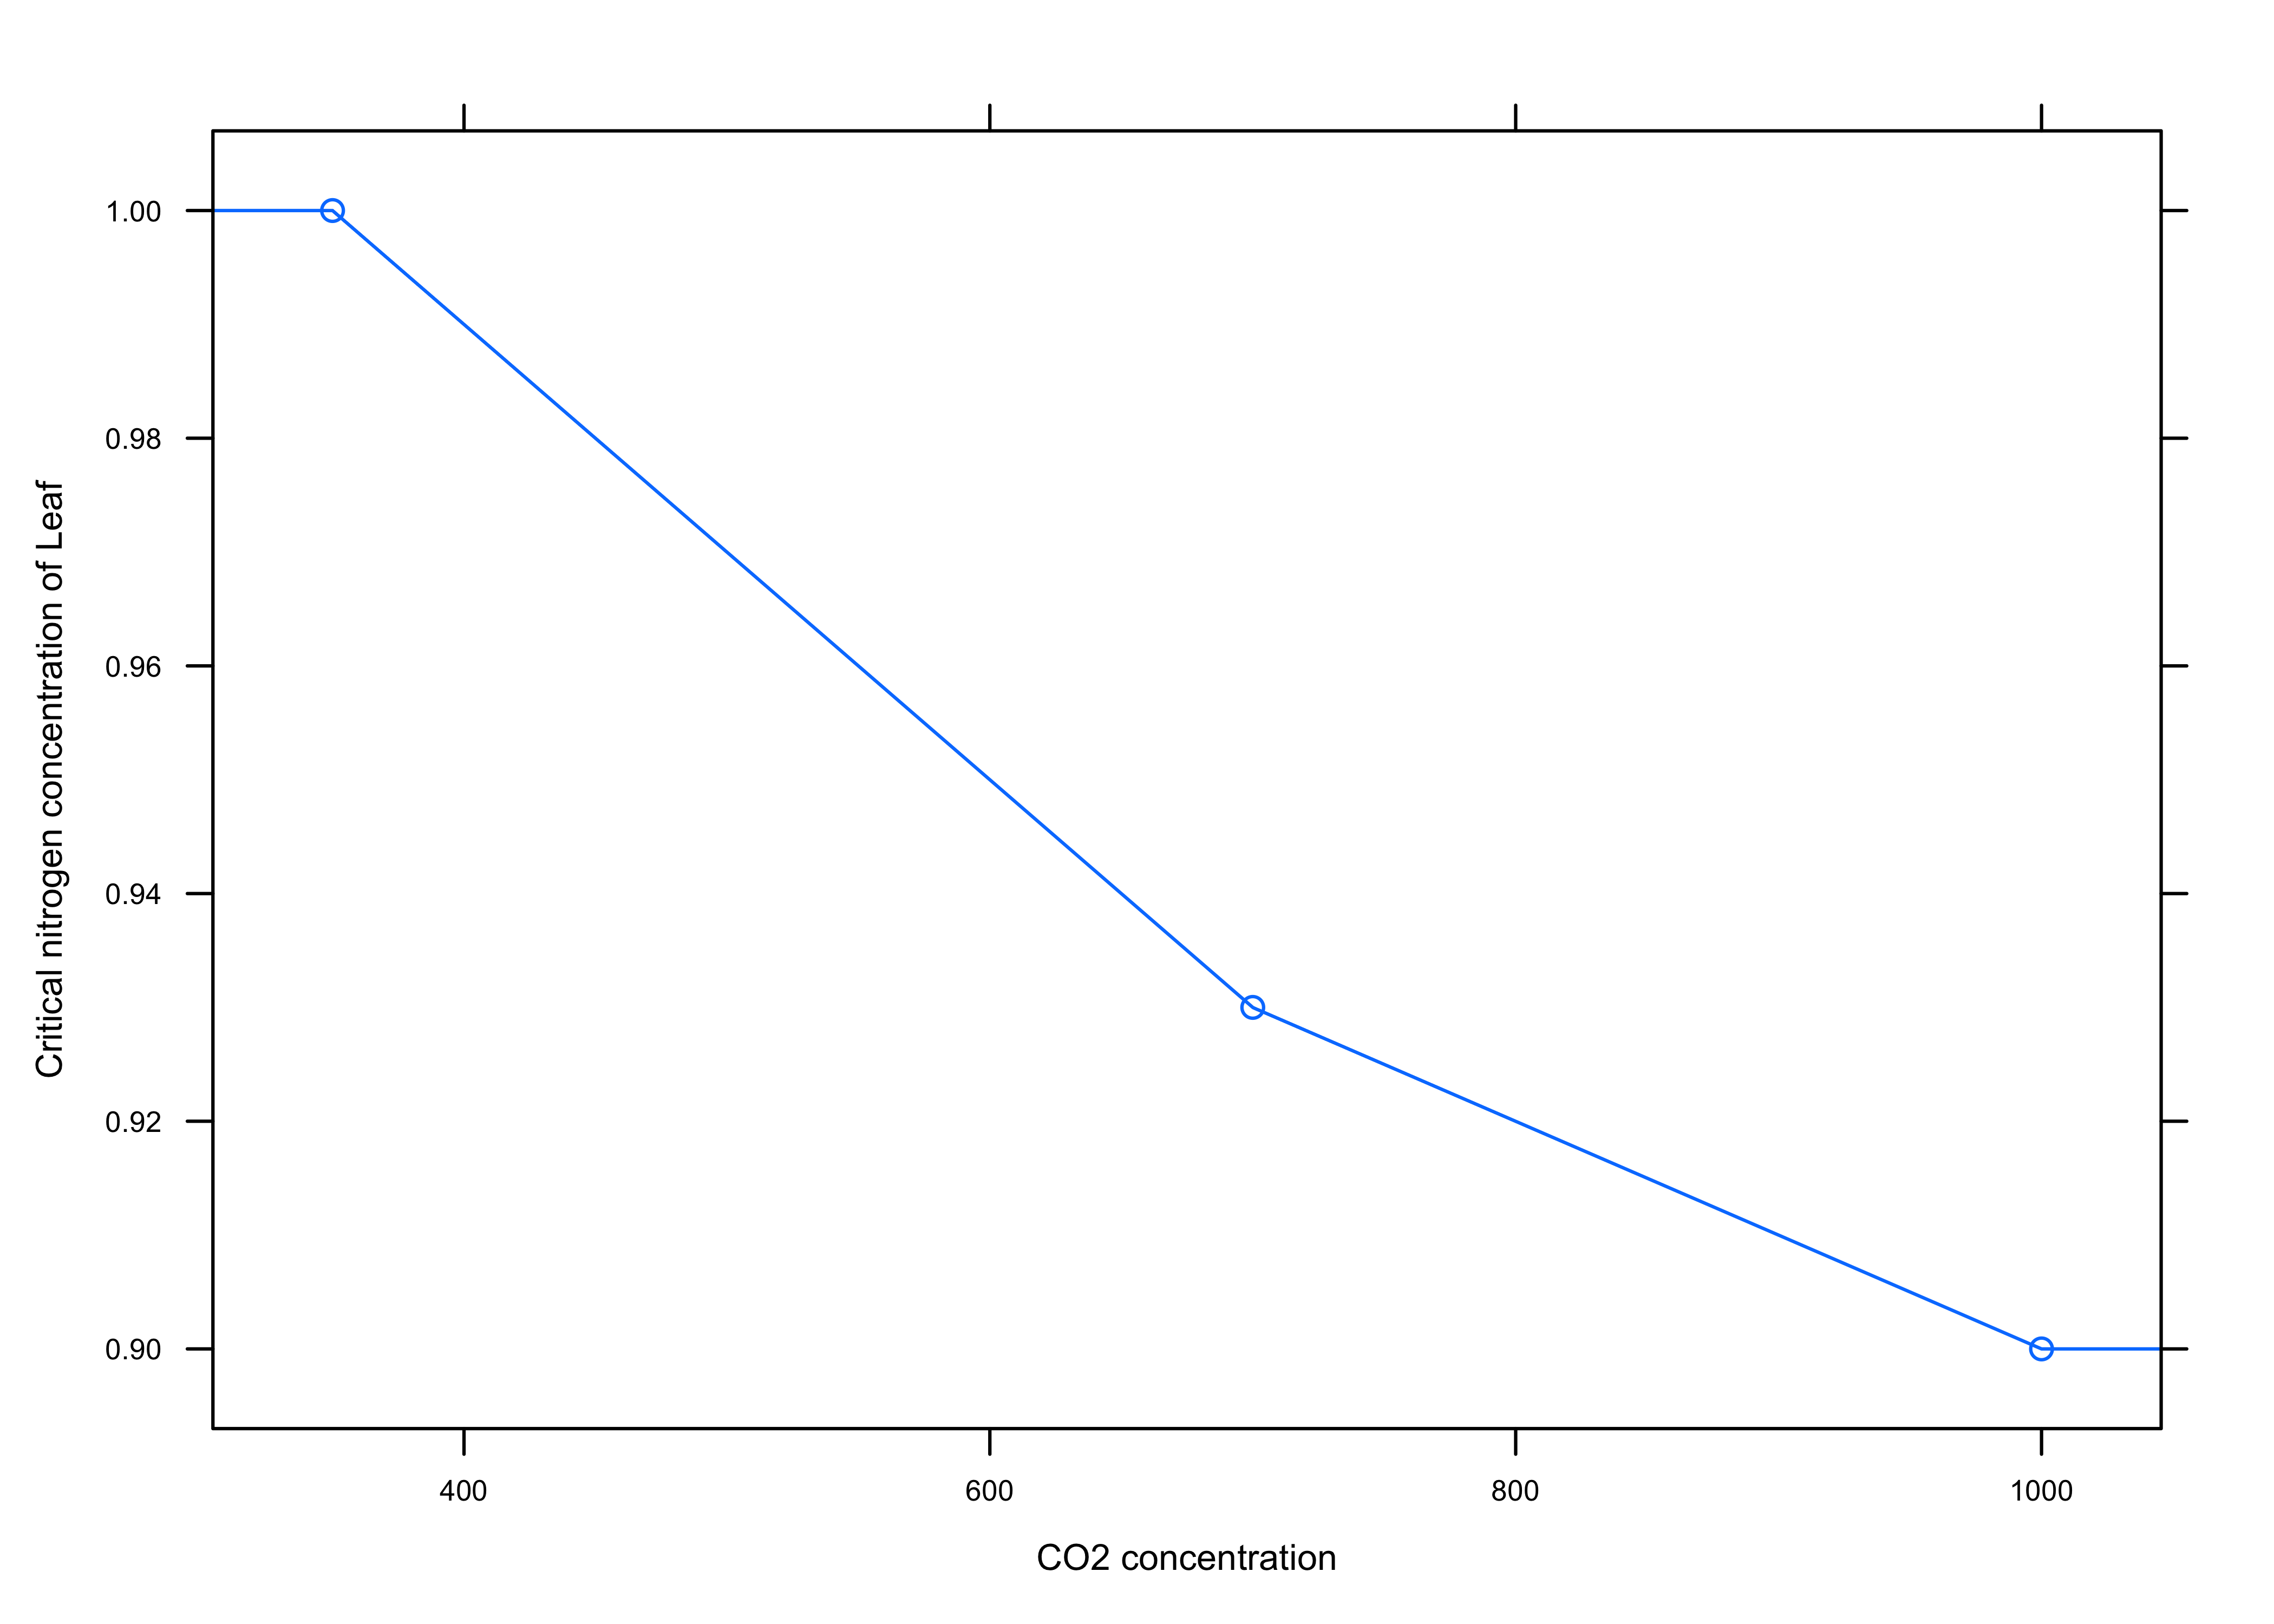 Critical nitrogen concentration of Leaf
1.00
0.98
0.96
0.94
0.92
0.90
400 600 800 1000
CO2 concentration